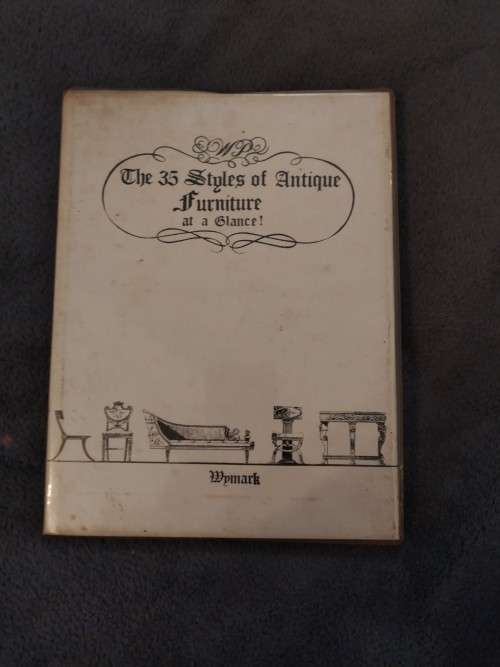 WP
The 35 Styles of Antique
Furniture
at a Glance!
Wymark